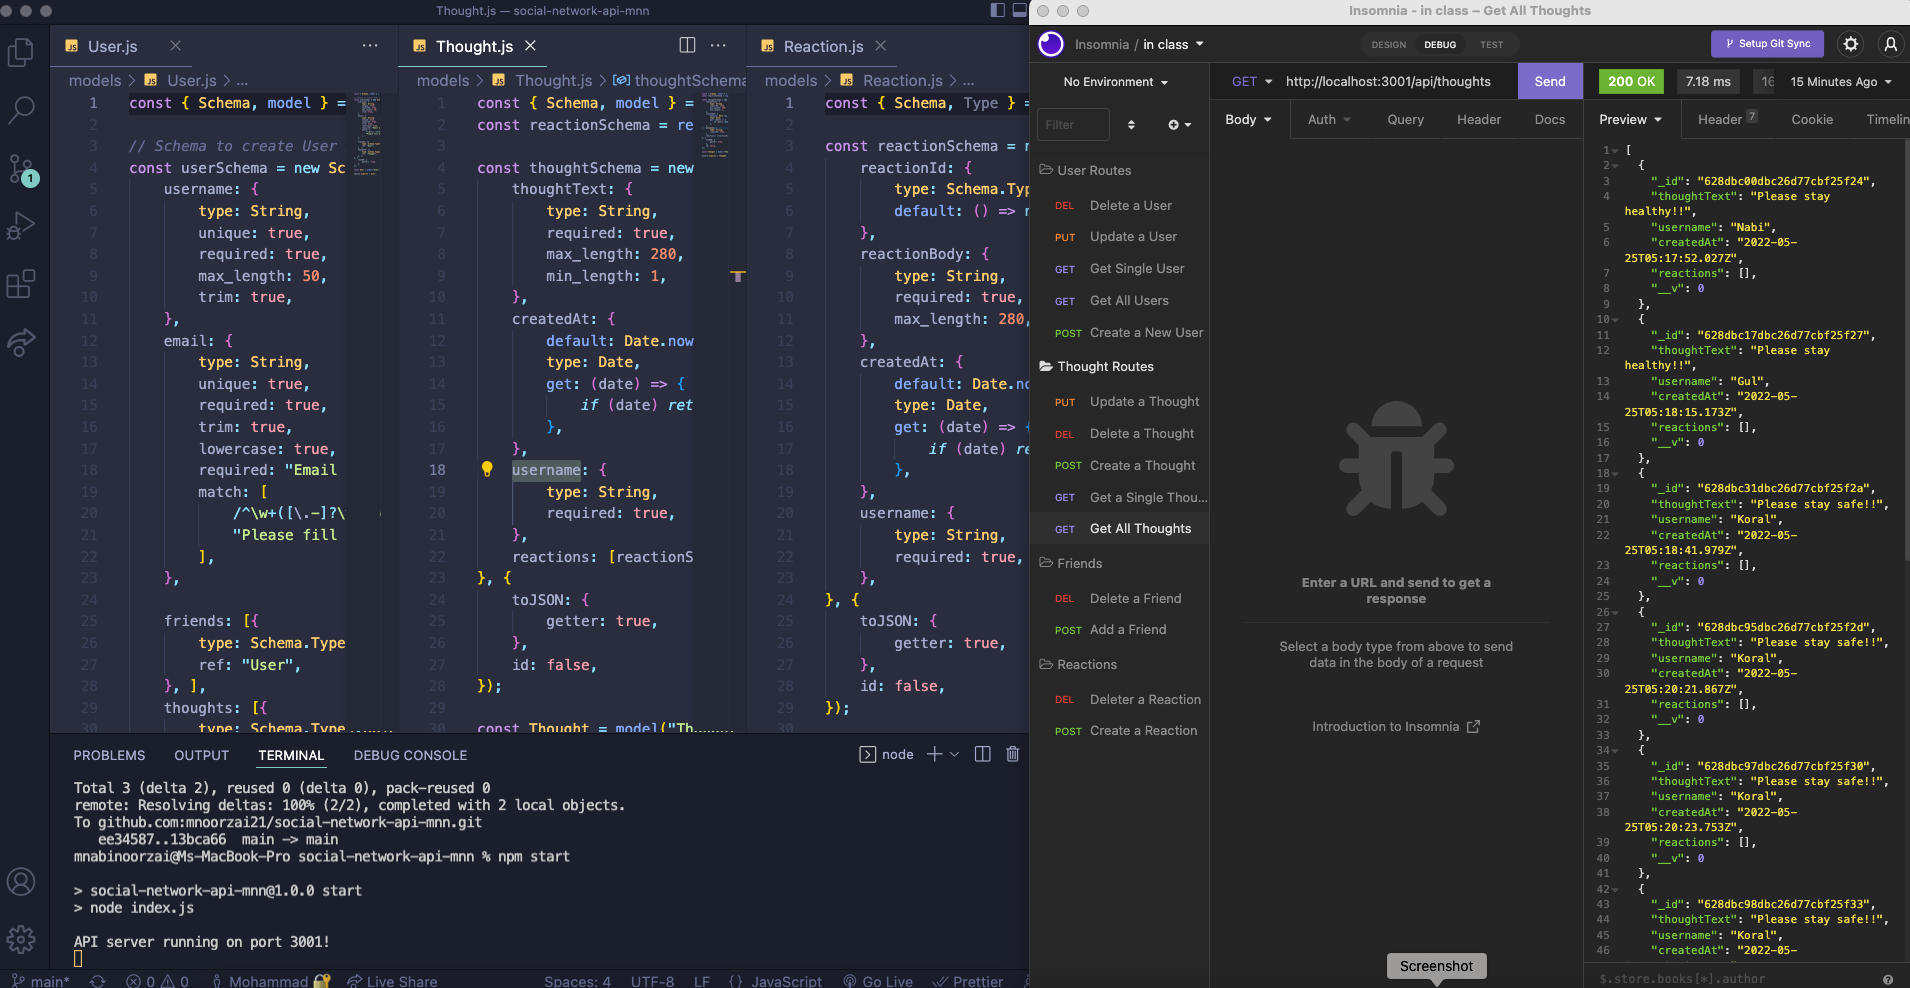 Thought.js — social-network-api-mnn
User.js
Thought.js
Reaction.js
models > User.js > ...
models > Thought.js > thoughtSchema
models > Reaction.js > ...
1 const { Schema, model } =
2
3 // Schema to create User
4 const userSchema = new Sc
5 username: {
6 type: String,
7 unique: true,
8 required: true,
9 max_length: 50,
10 trim: true,
11 },
12 email: {
13 type: String,
14 unique: true,
15 required: true,
16 trim: true,
17 lowercase: true,
18 required: "Email
19 match: [
20 /^\w+([\.-]?\
21 "Please fill
22 ],
23 },
24
25 friends: [{
26 type: Schema.Type
27 ref: "User",
28 }, ],
29 thoughts: [{
30 type: Schema.Type
1 const { Schema, model } =
2 const reactionSchema = re
3
4 const thoughtSchema = new
5 thoughtText: {
6 type: String,
7 required: true,
8 max_length: 280,
9 min_length: 1,
10 },
11 createdAt: {
12 default: Date.now
13 type: Date,
14 get: (date) => {
15 if (date) ret
16 },
17 },
18 username: {
19 type: String,
20 required: true,
21 },
22 reactions: [reactionS
23 }, {
24 toJSON: {
25 getter: true,
26 },
27 id: false,
28 });
29
30 const Thought = model("Th
1 const { Schema, Type } =
2
3 const reactionSchema = n
4 reactionId: {
5 type: Schema.Typ
6 default: () => n
7 },
8 reactionBody: {
9 type: String,
10 required: true,
11 max_length: 280,
12 },
13 createdAt: {
14 default: Date.no
15 type: Date,
16 get: (date) => {
17 if (date) re
18 },
19 },
20 username: {
21 type: String,
22 required: true,
23 },
24 }, {
25 toJSON: {
26 getter: true,
27 },
28 id: false,
29 });
30
PROBLEMS OUTPUT TERMINAL DEBUG CONSOLE
node
Total 3 (delta 2), reused 0 (delta 0), pack-reused 0
remote: Resolving deltas: 100% (2/2), completed with 2 local objects.
To github.com:mnoorzai21/social-network-api-mnn.git
ee34587..13bca66 main -> main
mnabinoorzai@Ms-MacBook-Pro social-network-api-mnn % npm start
> social-network-api-mnn@1.0.0 start
> node index.js
API server running on port 3001!
main* 0 0 Mohammad Live Share Spaces: 4 UTF-8 LF {} JavaScript Go Live Prettier
1
Insomnia - in class – Get All Thoughts
Insomnia / in class
DESIGN DEBUG TEST
Setup Git Sync
No Environment
GET http://localhost:3001/api/thoughts Send
200 OK 7.18 ms 16 15 Minutes Ago
Filter
Body Auth Query Header Docs
Preview Header 7 Cookie Timelin
User Routes
DEL Delete a User
PUT Update a User
GET Get Single User
GET Get All Users
POST Create a New User
Thought Routes
PUT Update a Thought
DEL Delete a Thought
POST Create a Thought
GET Get a Single Thou...
GET Get All Thoughts
Friends
DEL Delete a Friend
POST Add a Friend
Reactions
DEL Deleter a Reaction
POST Create a Reaction
Enter a URL and send to get a
response
Select a body type from above to send
data in the body of a request
Introduction to Insomnia
Screenshot
1 [
2 {
3 "_id": "628dbc00dbc26d77cbf25f24",
4 "thoughtText": "Please stay
healthy!!",
5 "username": "Nabi",
6 "createdAt": "2022-05-
25T05:17:52.027Z",
7 "reactions": [],
8 "__v": 0
9 },
10 {
11 "_id": "628dbc17dbc26d77cbf25f27",
12 "thoughtText": "Please stay
healthy!!",
13 "username": "Gul",
14 "createdAt": "2022-05-
25T05:18:15.173Z",
15 "reactions": [],
16 "__v": 0
17 },
18 {
19 "_id": "628dbc31dbc26d77cbf25f2a",
20 "thoughtText": "Please stay safe!!",
21 "username": "Koral",
22 "createdAt": "2022-05-
25T05:18:41.979Z",
23 "reactions": [],
24 "__v": 0
25 },
26 {
27 "_id": "628dbc95dbc26d77cbf25f2d",
28 "thoughtText": "Please stay safe!!",
29 "username": "Koral",
30 "createdAt": "2022-05-
25T05:20:21.867Z",
31 "reactions": [],
32 "__v": 0
33 },
34 {
35 "_id": "628dbc97dbc26d77cbf25f30",
36 "thoughtText": "Please stay safe!!",
37 "username": "Koral",
38 "createdAt": "2022-05-
25T05:20:23.753Z",
39 "reactions": [],
40 "__v": 0
41 },
42 {
43 "_id": "628dbc98dbc26d77cbf25f33",
44 "thoughtText": "Please stay safe!!",
45 "username": "Koral",
46 "createdAt": "2022-05-
$.store.books[*].author